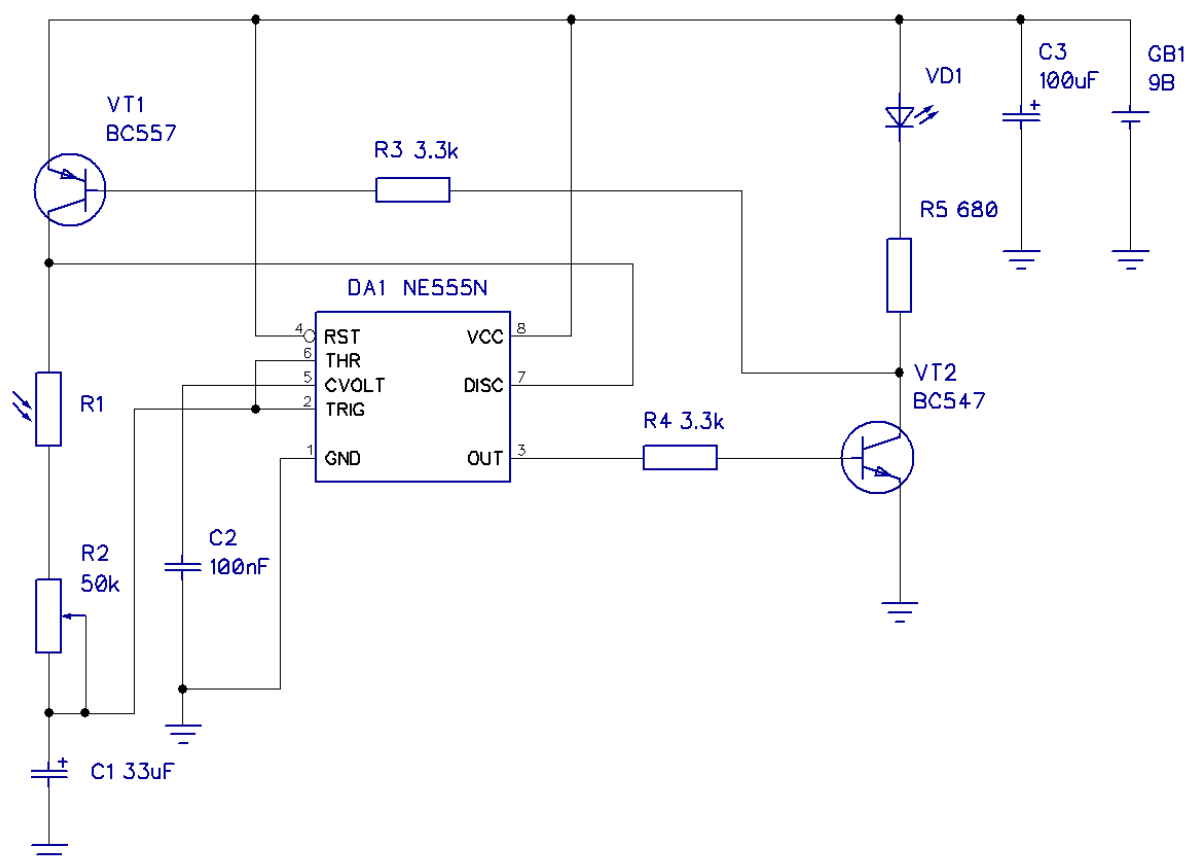 C3
100uF
GB1
9В
VD1
VT1
BC557
R3 3.3k
R5 680
DA1 NE555N
4 RST
VCC 8
6 THR
5 CVOLT
DISC 7
2 TRIG
1 GND
OUT 3
R1
VT2
BC547
R4 3.3k
C2
100nF
R2
50k
C1 33uF
+
+